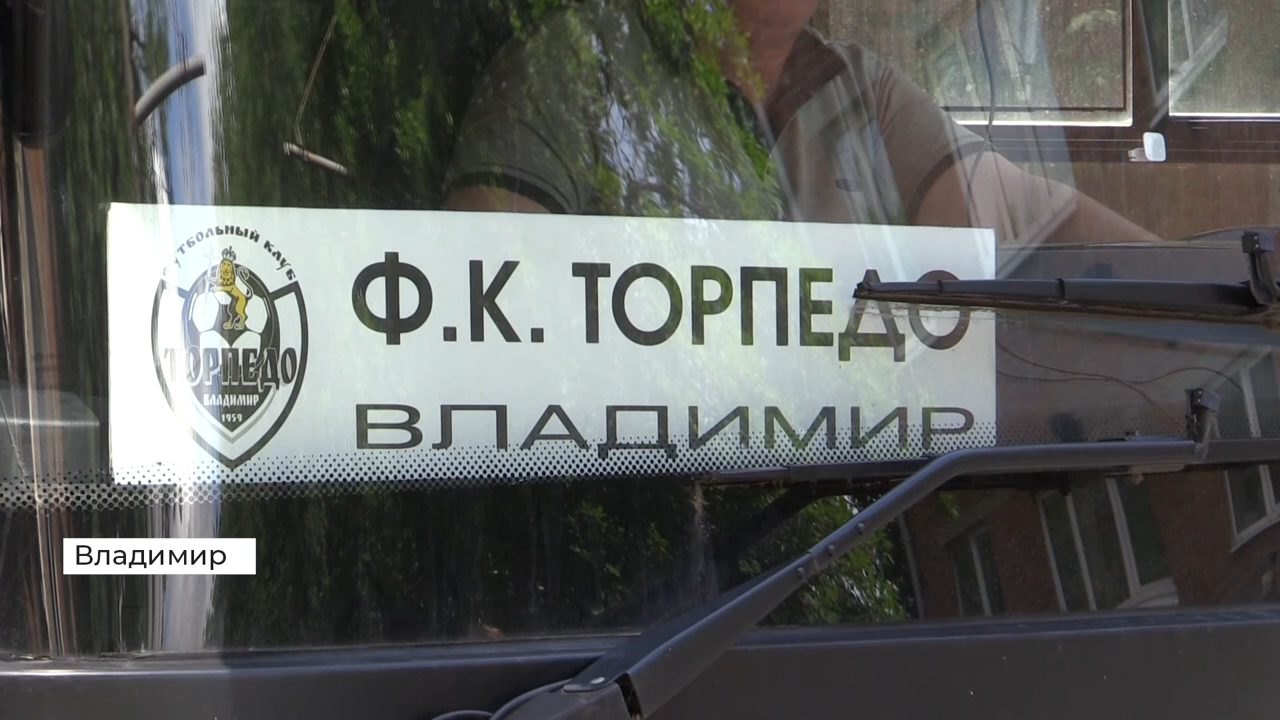 ФУТБОЛЬНЫЙ КЛУБ
ТОРПЕДО
ВЛАДИМИР
1959
Ф.К. ТОРПЕДО
ВЛАДИМИР
Владимир